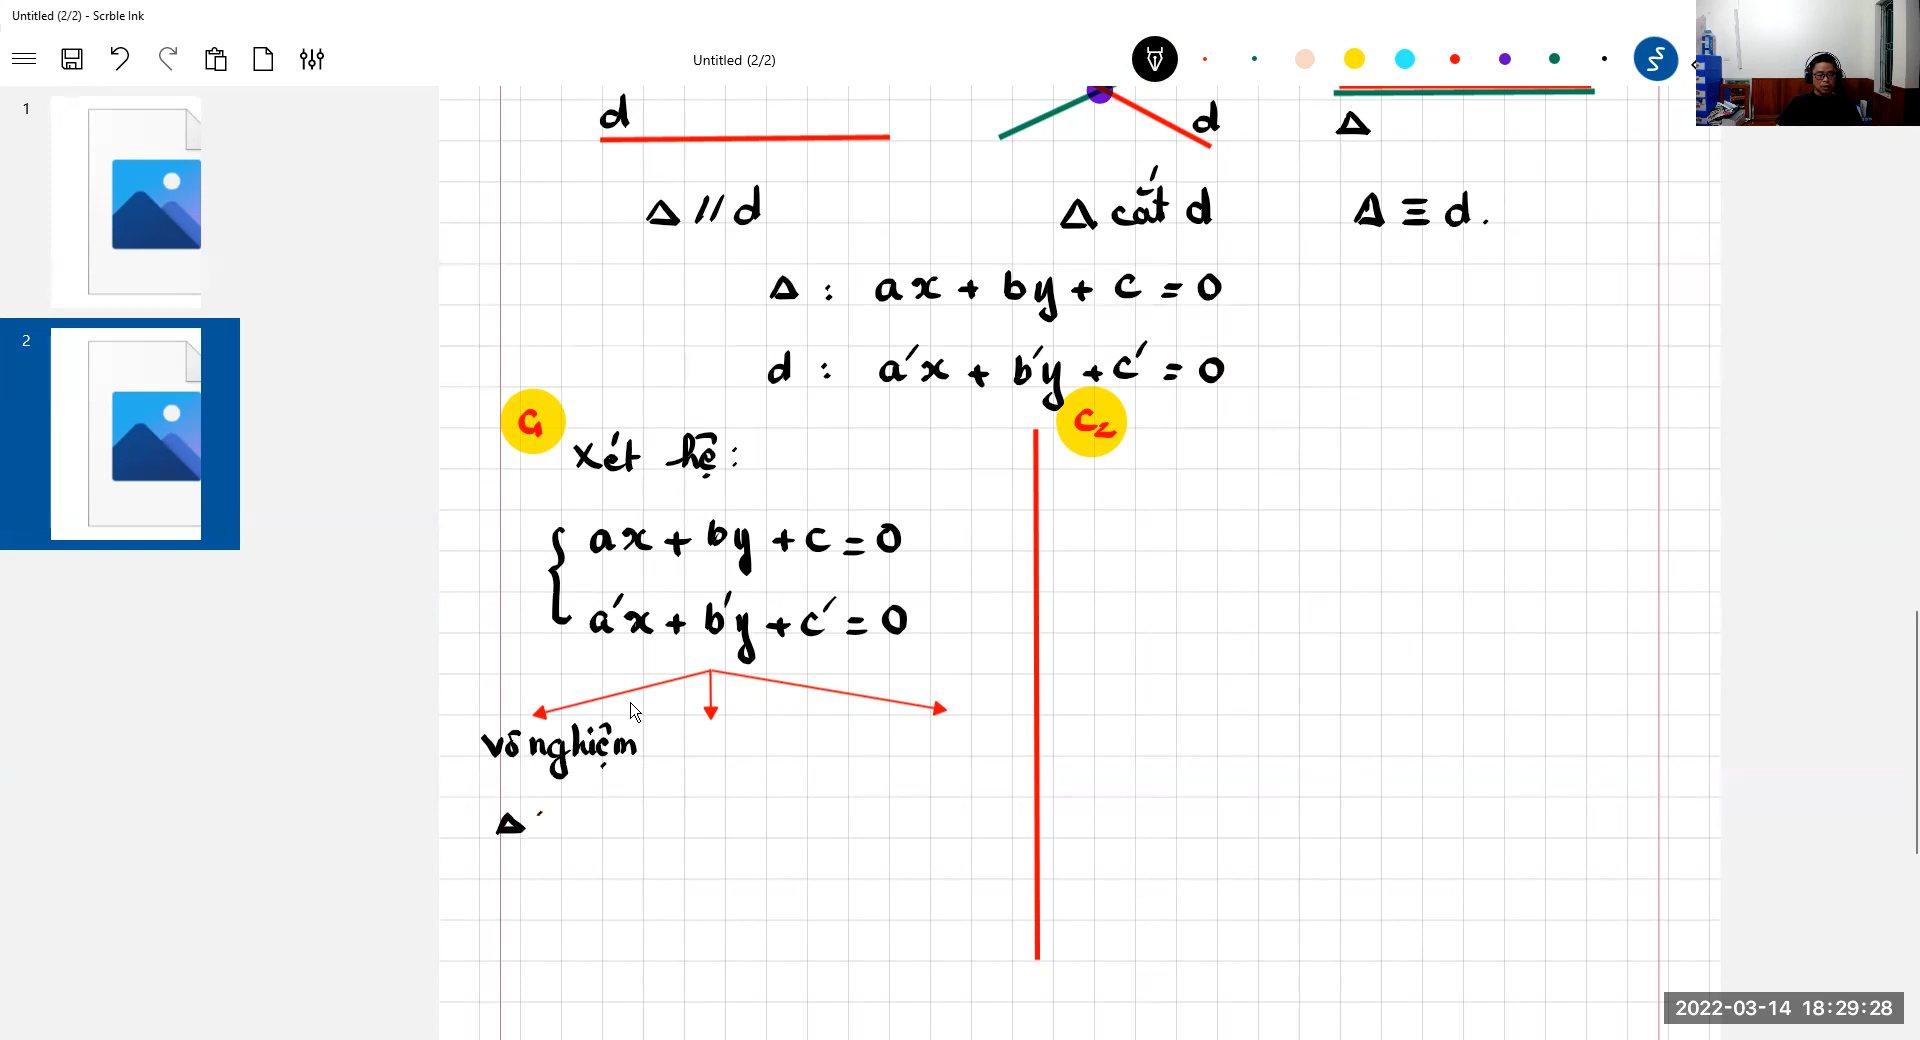 Untitled (2/2) - Scrble Ink
Untitled (2/2)
1
2
d
d
Δ
Δ // d
Δ cắt d
Δ ≡ d.
Δ : ax + by + c = 0
d : a'x + b'y + c' = 0
C1
C2
Xét hệ:
{ ax + by + c = 0
a'x + b'y + c' = 0
Vô nghiệm
Δ
2022-03-14 18:29:28